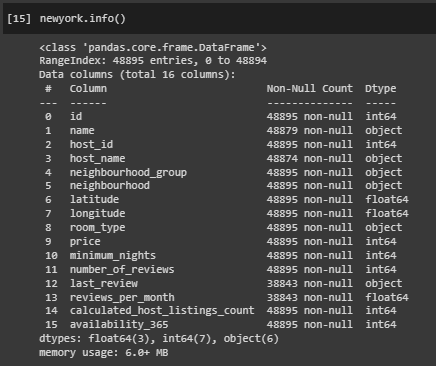 [15] newyork.info()
<class 'pandas.core.frame.DataFrame'>
RangeIndex: 48895 entries, 0 to 48894
Data columns (total 16 columns):
 #   Column                          Non-Null Count  Dtype
---  ------                          --------------  -----
 0   id                              48895 non-null  int64
 1   name                            48879 non-null  object
 2   host_id                         48895 non-null  int64
 3   host_name                       48874 non-null  object
 4   neighbourhood_group             48895 non-null  object
 5   neighbourhood                   48895 non-null  object
 6   latitude                        48895 non-null  float64
 7   longitude                       48895 non-null  float64
 8   room_type                       48895 non-null  object
 9   price                           48895 non-null  int64
 10  minimum_nights                  48895 non-null  int64
 11  number_of_reviews               48895 non-null  int64
 12  last_review                     38843 non-null  object
 13  reviews_per_month               38843 non-null  float64
 14  calculated_host_listings_count  48895 non-null  int64
 15  availability_365                48895 non-null  int64
dtypes: float64(3), int64(7), object(6)
memory usage: 6.0+ MB